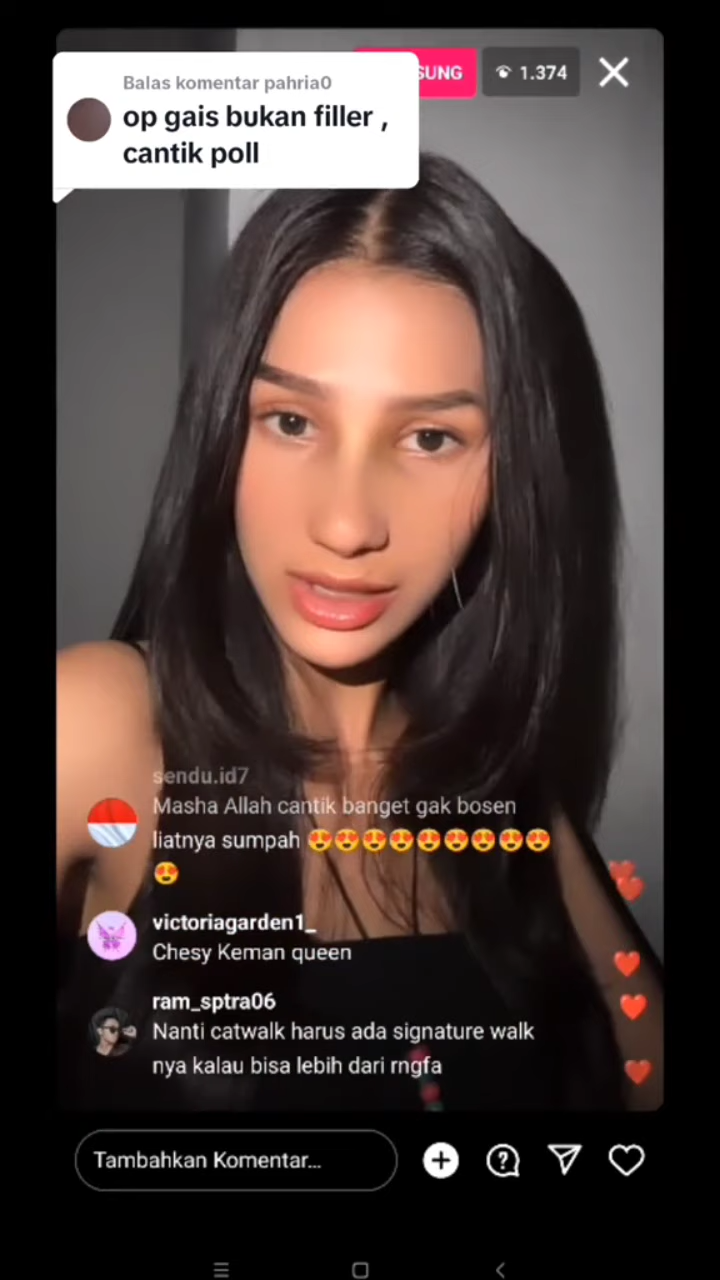 Balas komentar pahria0
op gais bukan filler ,
cantik poll
SUNG
1.374
sendu.id7
Masha Allah cantik banget gak bosen
liatnya sumpah 😍😍😍😍😍😍😍😍😍
😍
victoriagarden1_
Chesy Keman queen
ram_sptra06
Nanti catwalk harus ada signature walk
nya kalau bisa lebih dari rngfa
Tambahkan Komentar...